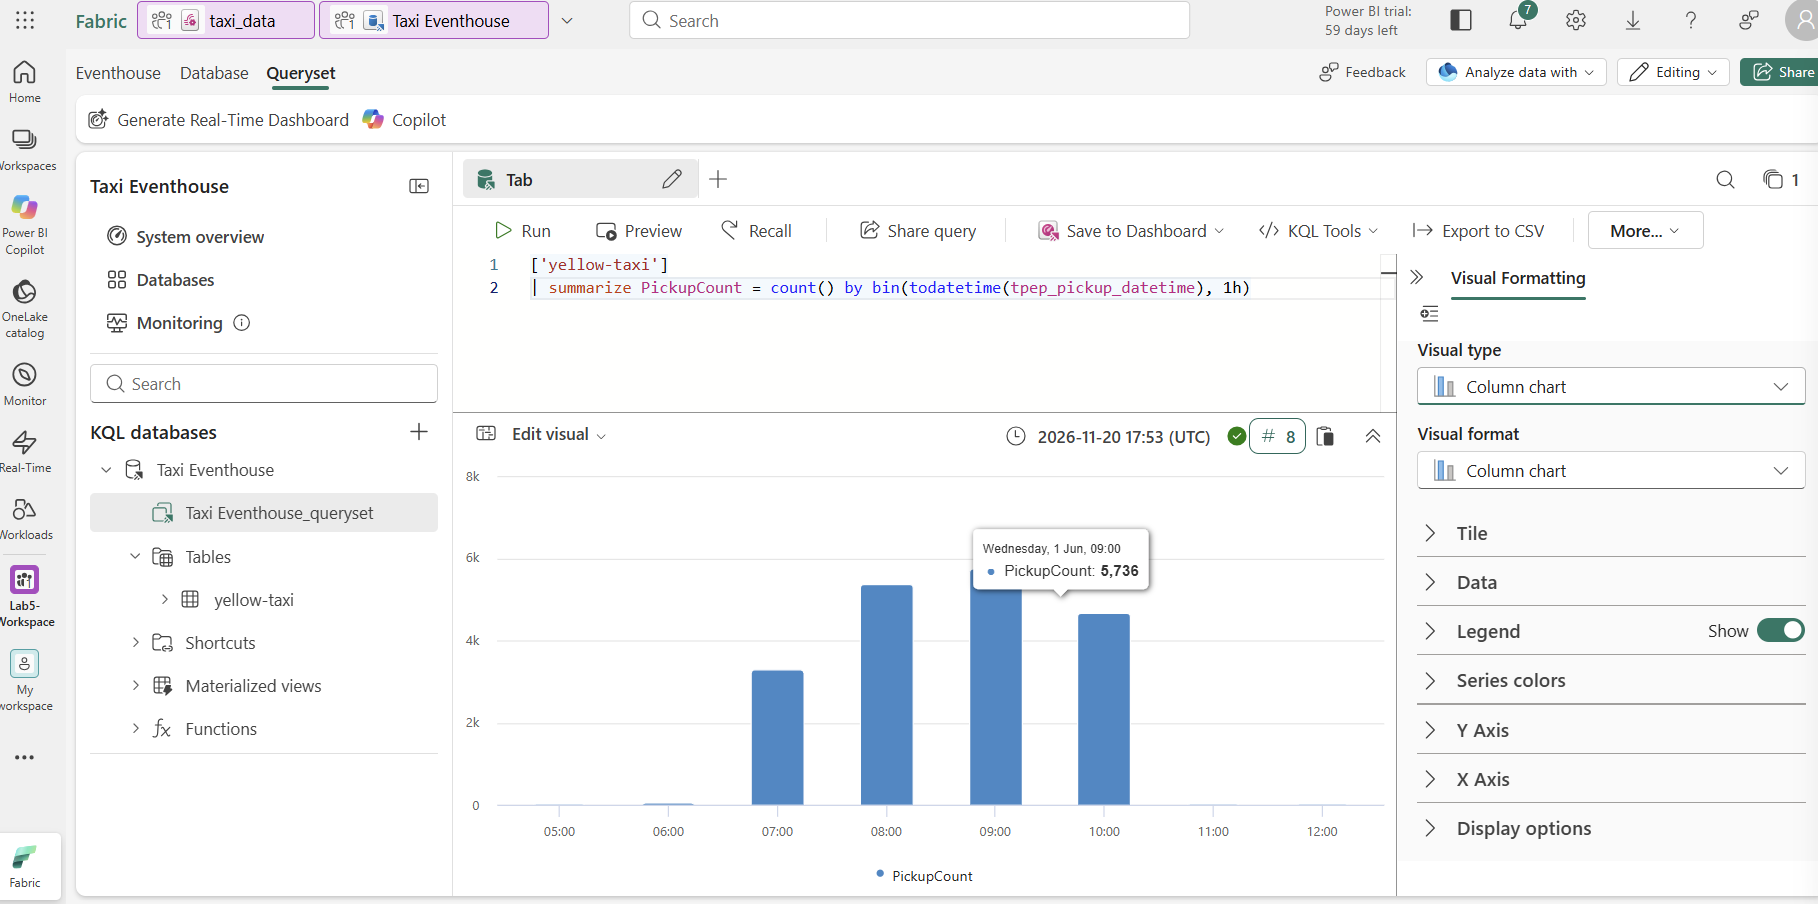 Fabric
taxi_data
Taxi Eventhouse
Search
Power BI trial:
59 days left
7
?
Eventhouse
Database
Queryset
Feedback
Analyze data with
Editing
Share
Generate Real-Time Dashboard
Copilot
Home
Workspaces
Power BI
Copilot
OneLake
catalog
Monitor
Real-Time
Workloads
Lab5-
Workspace
My
workspace
Fabric
Taxi Eventhouse
System overview
Databases
Monitoring
Search
KQL databases
Taxi Eventhouse
Taxi Eventhouse_queryset
Tables
yellow-taxi
Shortcuts
Materialized views
Functions
Tab
1
Run
Preview
Recall
Share query
Save to Dashboard
KQL Tools
Export to CSV
More...
1 ['yellow-taxi']
2 | summarize PickupCount = count() by bin(todatetime(tpep_pickup_datetime), 1h)
Edit visual
2026-11-20 17:53 (UTC)
# 8
8k
6k
4k
2k
0
Wednesday, 1 Jun, 09:00
PickupCount: 5,736
05:00 06:00 07:00 08:00 09:00 10:00 11:00 12:00
PickupCount
Visual Formatting
Visual type
Column chart
Visual format
Column chart
Tile
Data
Legend
Show
Series colors
Y Axis
X Axis
Display options